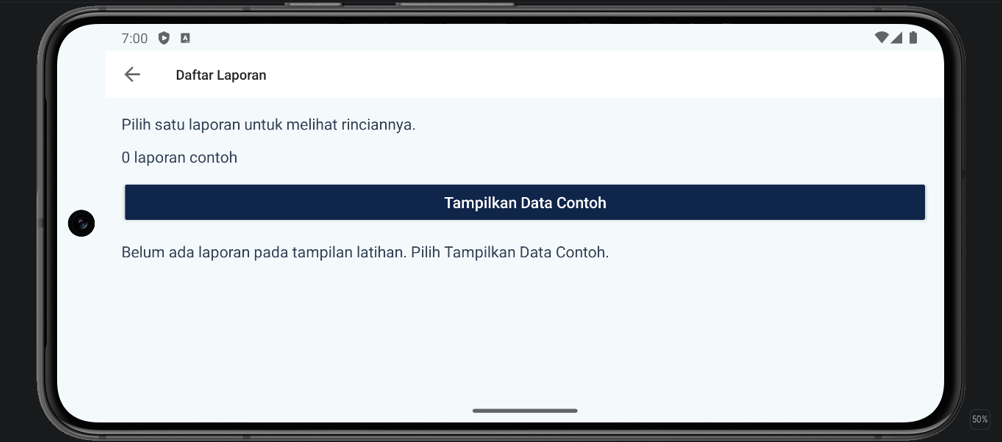 7:00
Daftar Laporan
Pilih satu laporan untuk melihat rinciannya.
0 laporan contoh
Tampilkan Data Contoh
Belum ada laporan pada tampilan latihan. Pilih Tampilkan Data Contoh.
50%